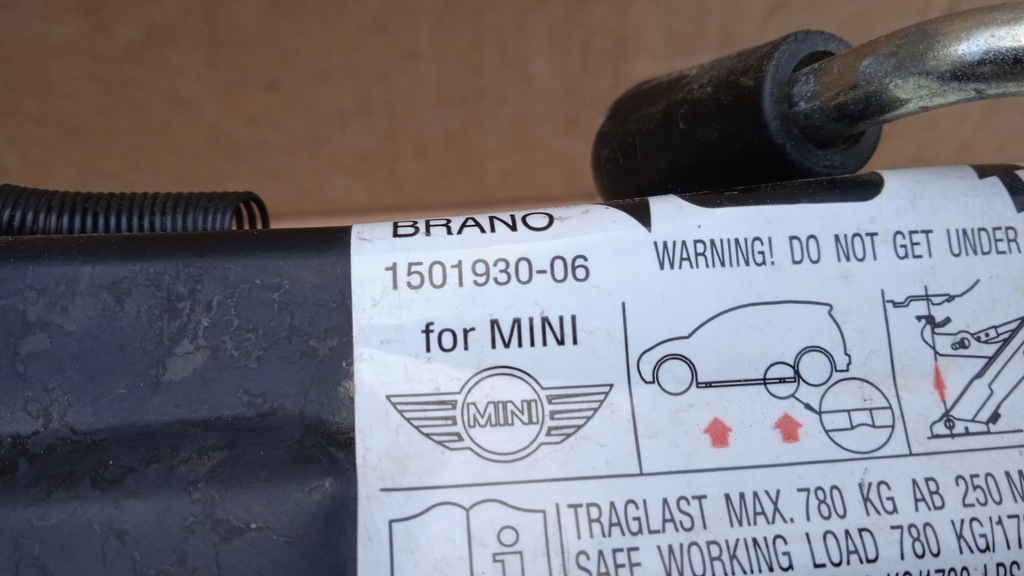 BRANO
1501930-06
for MINI
MINI
WARNING! DO NOT GET UNDER
i
TRAGLAST MAX. 780 KG AB 250 M
SAFE WORKING LOAD 780 KG/17